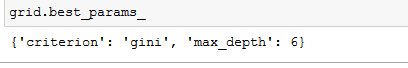 grid.best_params_
{'criterion': 'gini', 'max_depth': 6}